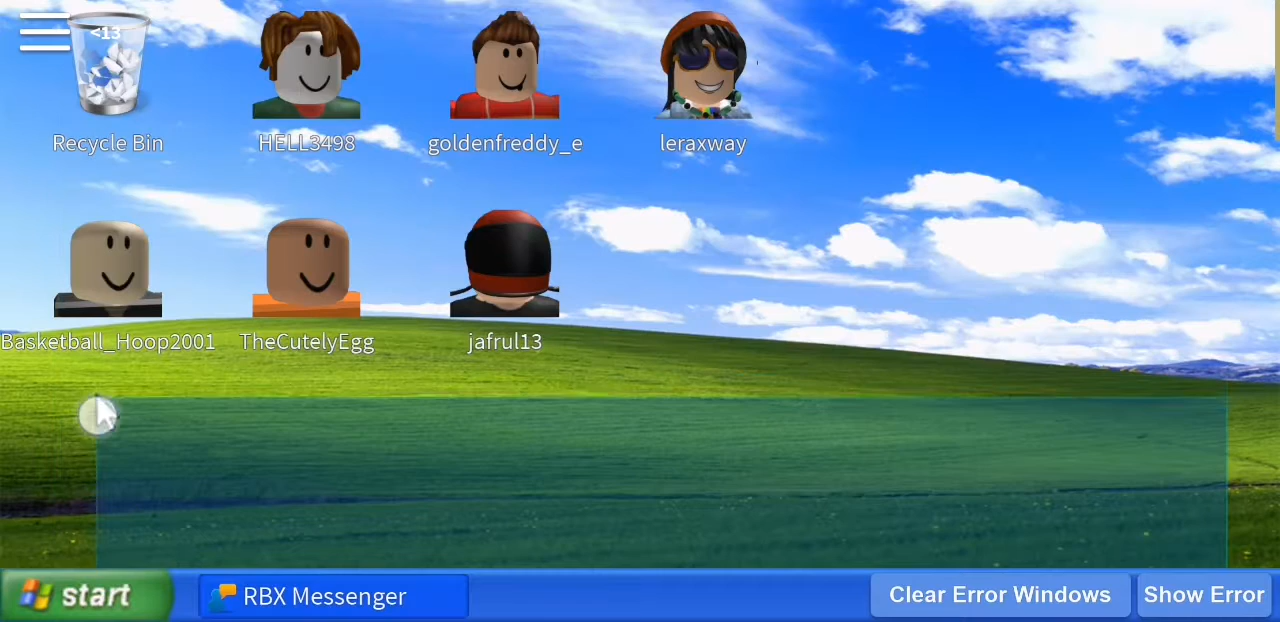 <13
Recycle Bin
HELL3498
goldenfreddy_e
leraxway
Basketball_Hoop2001
TheCutelyEgg
jafrul13
start
RBX Messenger
Clear Error Windows
Show Error